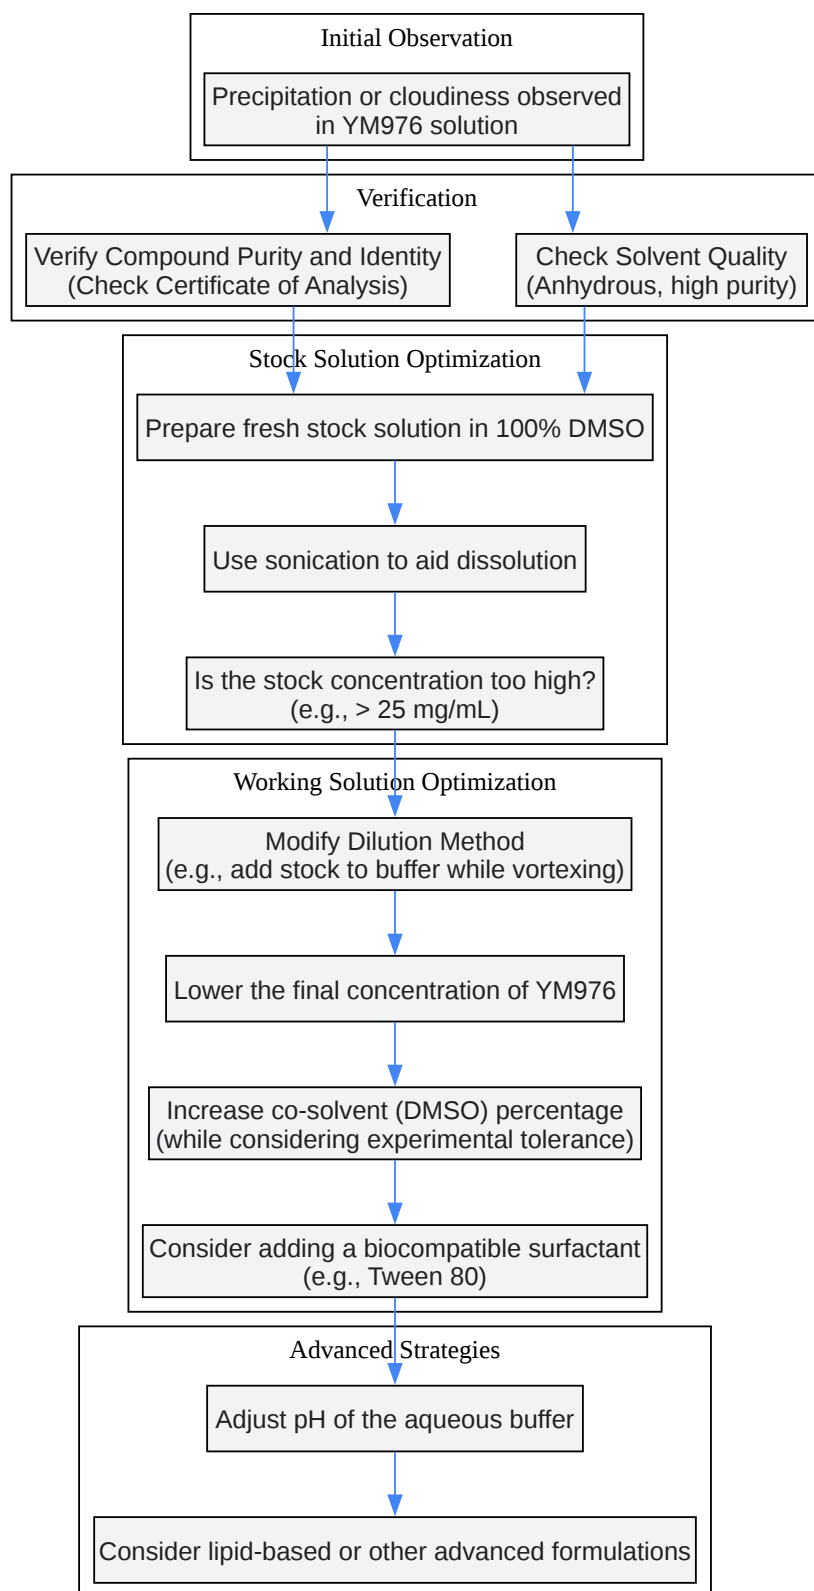 Initial Observation
Precipitation or cloudiness observed
in YM976 solution
Verification
Verify Compound Purity and Identity
(Check Certificate of Analysis)
Check Solvent Quality
(Anhydrous, high purity)
Stock Solution Optimization
Prepare fresh stock solution in 100% DMSO
Use sonication to aid dissolution
Is the stock concentration too high?
(e.g., > 25 mg/mL)
Working Solution Optimization
Modify Dilution Method
(e.g., add stock to buffer while vortexing)
Lower the final concentration of YM976
Increase co-solvent (DMSO) percentage
(while considering experimental tolerance)
Consider adding a biocompatible surfactant
(e.g., Tween 80)
Advanced Strategies
Adjust pH of the aqueous buffer
Consider lipid-based or other advanced formulations